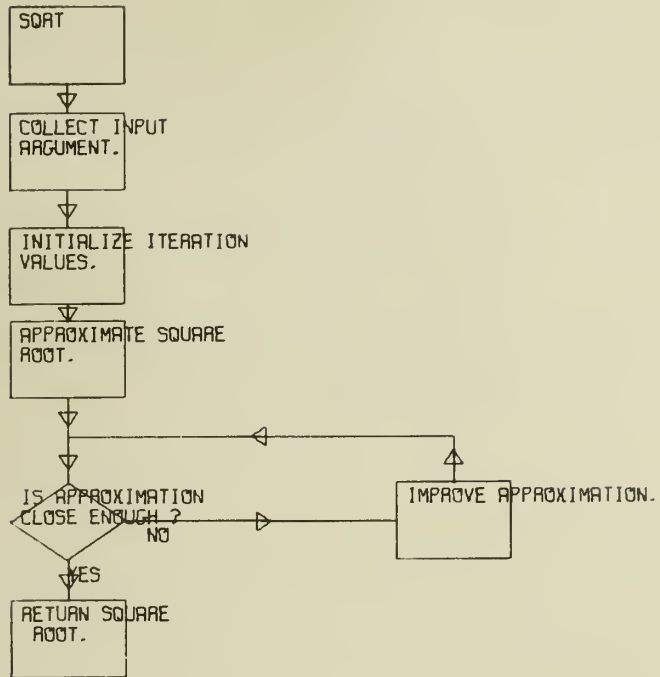 SQRT
COLLECT INPUT
ARGUMENT.
INITIALIZE ITERATION
VALUES.
APPROXIMATE SQUARE
ROOT.
IS APPROXIMATION
CLOSE ENOUGH ?
NO
IMPROVE APPROXIMATION.
YES
RETURN SQUARE
ROOT.